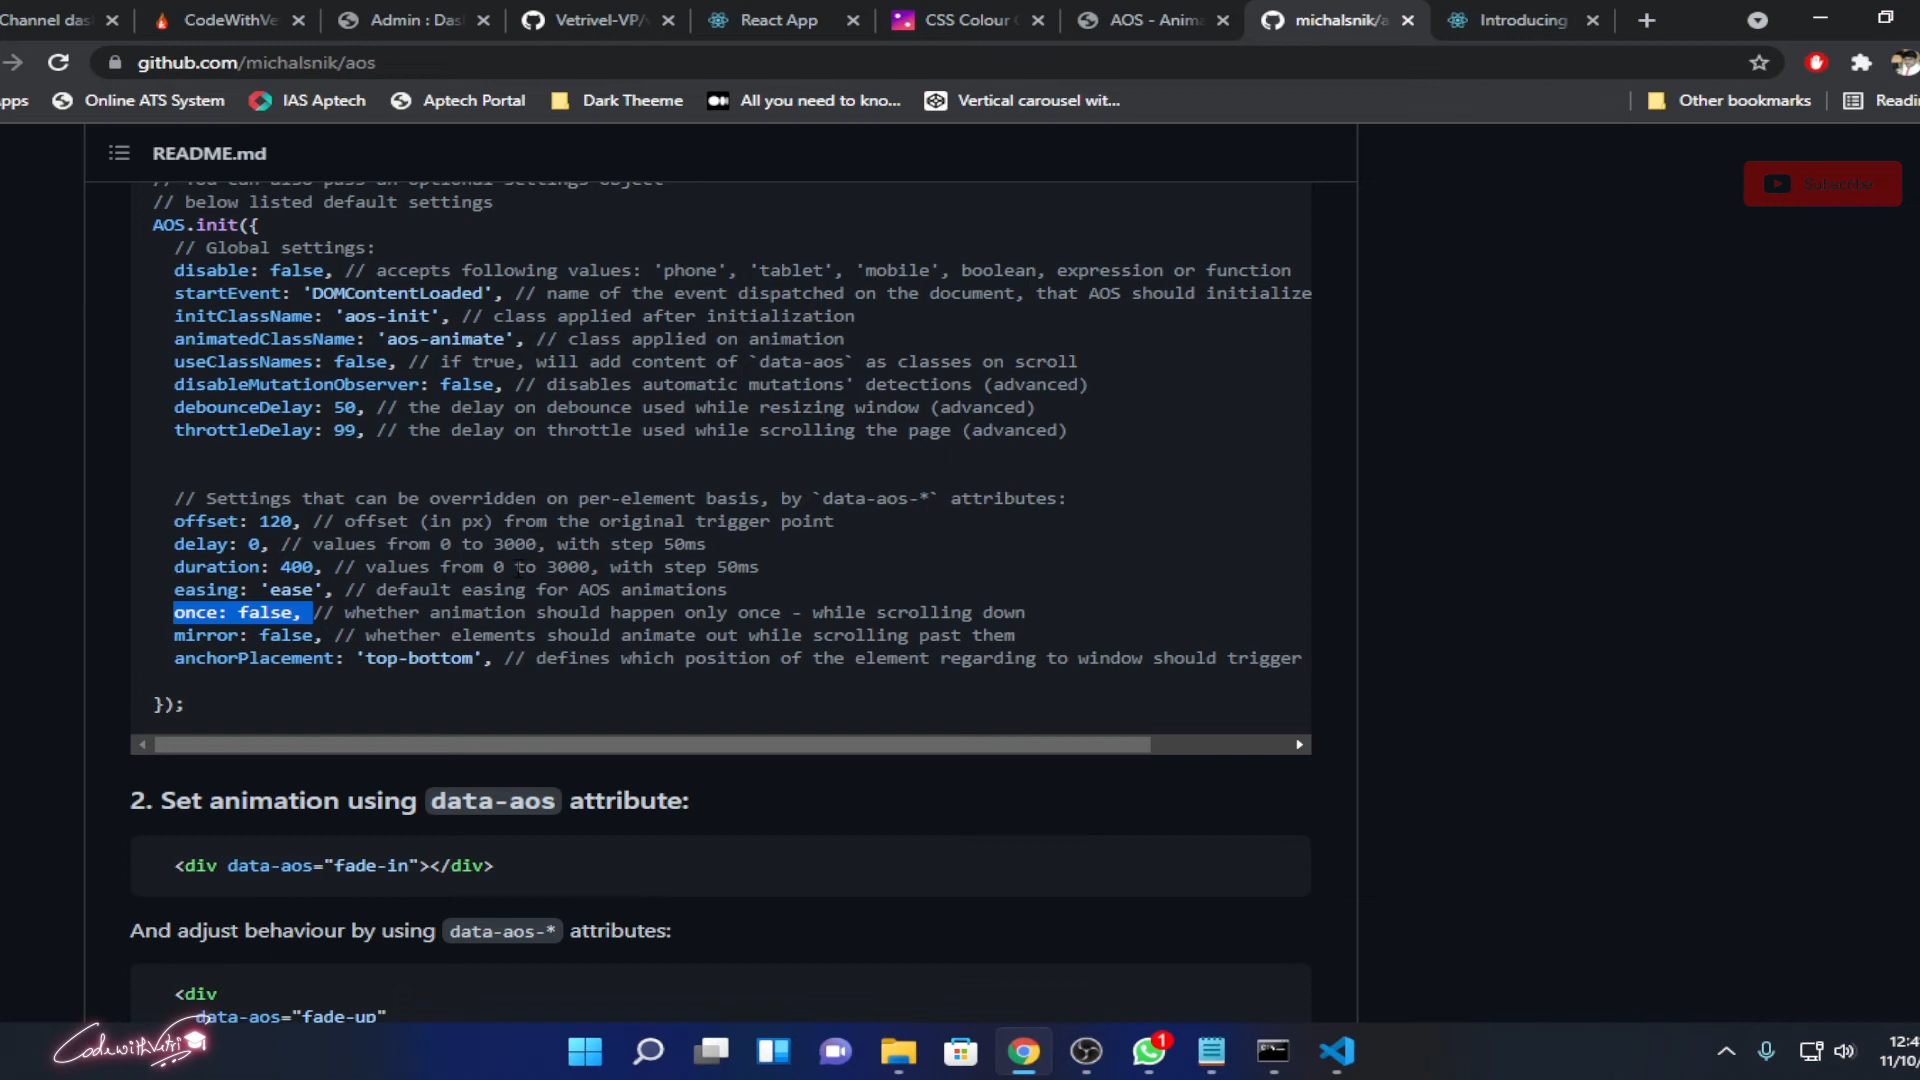 Channel das
CodeWithVe
Admin : Das
Vetrivel-VP/
React App
CSS Colour
AOS - Anima
michalsnik/a
Introducing
github.com/michalsnik/aos
Apps
Online ATS System
IAS Aptech
Aptech Portal
Dark Theeme
All you need to kno...
Vertical carousel wit...
Other bookmarks
Readi
README.md
Subscribe
// You can also pass an optional settings object
// below listed default settings
AOS.init({
// Global settings:
disable: false, // accepts following values: 'phone', 'tablet', 'mobile', boolean, expression or function
startEvent: 'DOMContentLoaded', // name of the event dispatched on the document, that AOS should initialize
initClassName: 'aos-init', // class applied after initialization
animatedClassName: 'aos-animate', // class applied on animation
useClassNames: false, // if true, will add content of `data-aos` as classes on scroll
disableMutationObserver: false, // disables automatic mutations' detections (advanced)
debounceDelay: 50, // the delay on debounce used while resizing window (advanced)
throttleDelay: 99, // the delay on throttle used while scrolling the page (advanced)
// Settings that can be overridden on per-element basis, by `data-aos-*` attributes:
offset: 120, // offset (in px) from the original trigger point
delay: 0, // values from 0 to 3000, with step 50ms
duration: 400, // values from 0 to 3000, with step 50ms
easing: 'ease', // default easing for AOS animations
once: false, // whether animation should happen only once - while scrolling down
mirror: false, // whether elements should animate out while scrolling past them
anchorPlacement: 'top-bottom', // defines which position of the element regarding to window should trigger
});
2. Set animation using data-aos attribute:
<div data-aos="fade-in"></div>
And adjust behaviour by using data-aos-* attributes:
<div
data-aos="fade-up"
CodewithVetri
1
12:4
11/10/